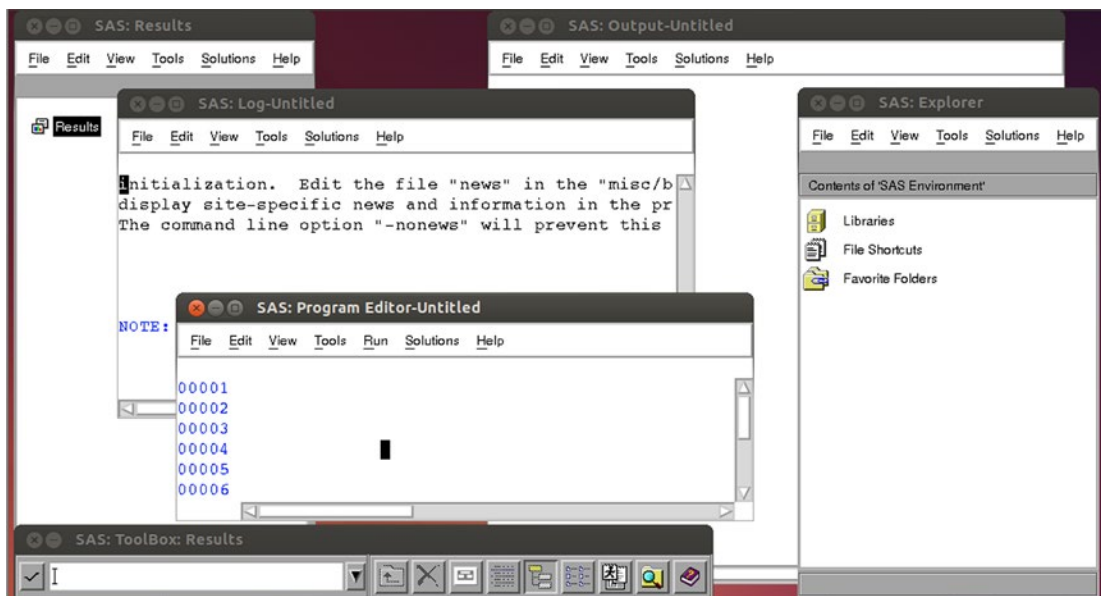 SAS: Results
File Edit View Tools Solutions Help
Results
SAS: Output-Untitled
File Edit View Tools Solutions Help
SAS: Log-Untitled
File Edit View Tools Solutions Help
initialization. Edit the file "news" in the "misc/b
display site-specific news and information in the pr
The command line option "-nonews" will prevent this
NOTE:
SAS: Explorer
File Edit View Tools Solutions Help
Contents of 'SAS Environment'
Libraries
File Shortcuts
Favorite Folders
SAS: Program Editor-Untitled
File Edit View Tools Run Solutions Help
00001
00002
00003
00004
00005
00006
SAS: ToolBox: Results